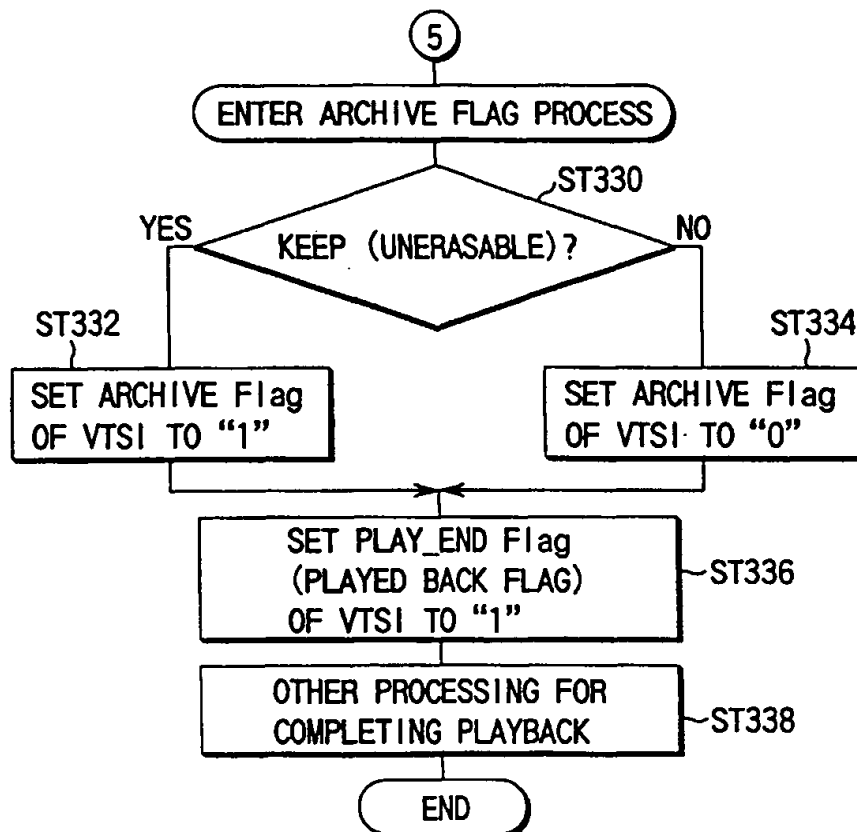 5
ENTER ARCHIVE FLAG PROCESS
ST330
YES
KEEP (UNERASABLE)?
NO
ST332
ST334
SET ARCHIVE Flag
OF VTSI TO “1”
SET ARCHIVE Flag
OF VTSI TO “0”
SET PLAY_END Flag
(PLAYED BACK FLAG)
OF VTSI TO “1”
ST336
OTHER PROCESSING FOR
COMPLETING PLAYBACK
ST338
END